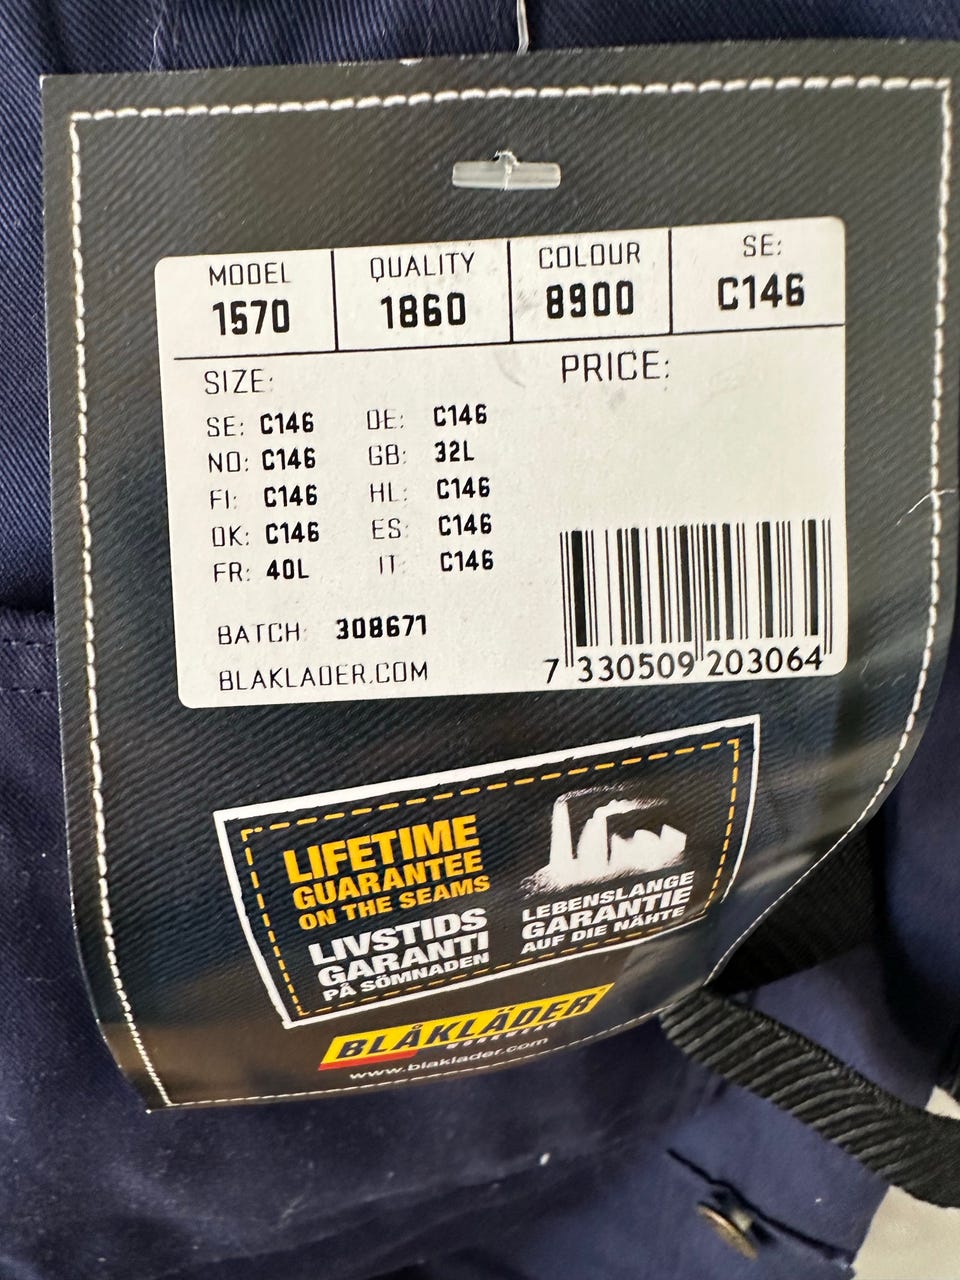 MODEL QUALITY COLOUR SE:
1570 1860 8900 C146
SIZE: PRICE:
SE: C146 DE: C146
NO: C146 GB: 32L
FI: C146 HL: C146
DK: C146 ES: C146
FR: 40L IT: C146
BATCH: 308671
BLAKLADER.COM
7 330509 203064
LIFETIME
GUARANTEE
ON THE SEAMS
LIVSTIDS
GARANTI
PÅ SÖMNADEN
LEBENSLANGE
GARANTIE
AUF DIE NÄHTE
BLÅKLÄDER
WORKWEAR
www.blaklader.com